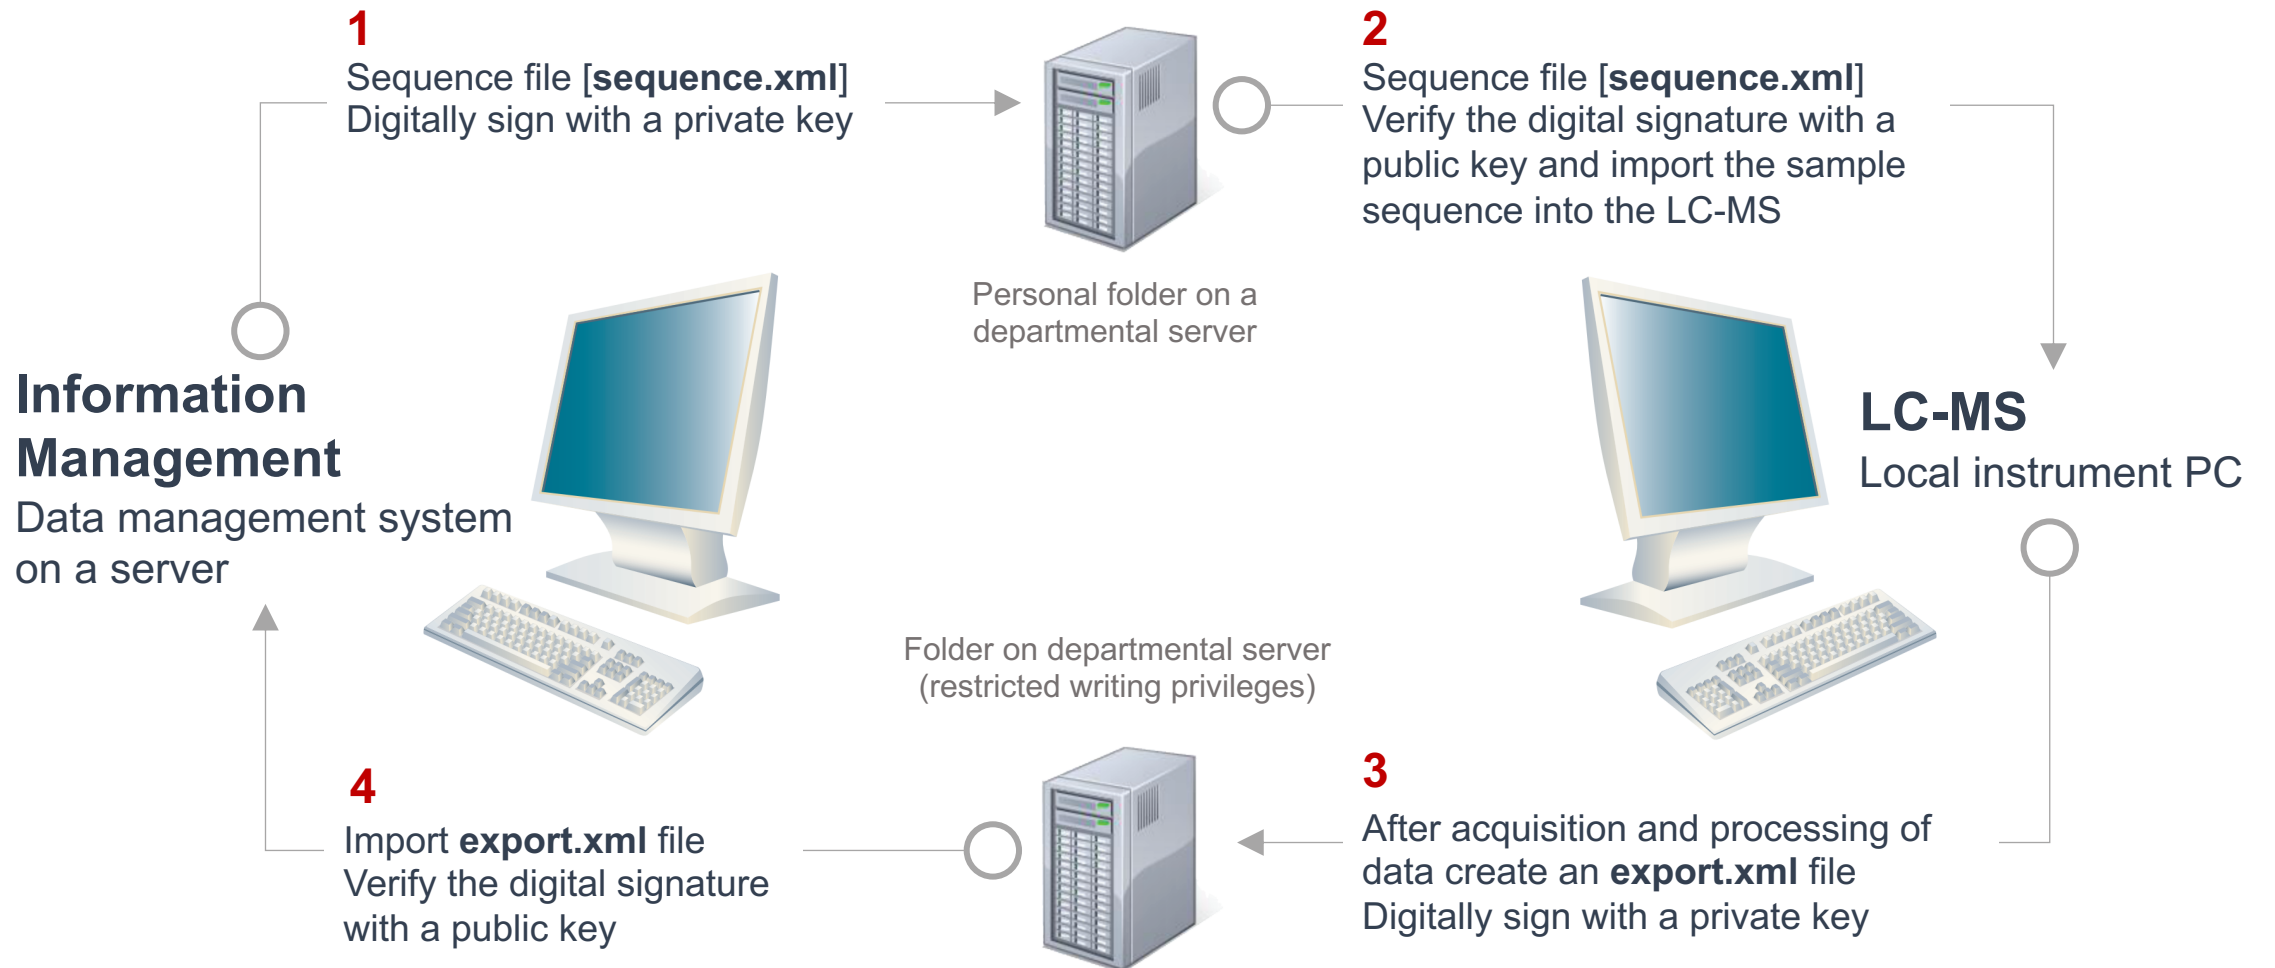 1
Sequence file [sequence.xml]
Digitally sign with a private key
2
Sequence file [sequence.xml]
Verify the digital signature with a
public key and import the sample
sequence into the LC-MS
Personal folder on a
departmental server
Information
Management
Data management system
on a server
LC-MS
Local instrument PC
Folder on departmental server
(restricted writing privileges)
3
After acquisition and processing of
data create an export.xml file
Digitally sign with a private key
4
Import export.xml file
Verify the digital signature
with a public key